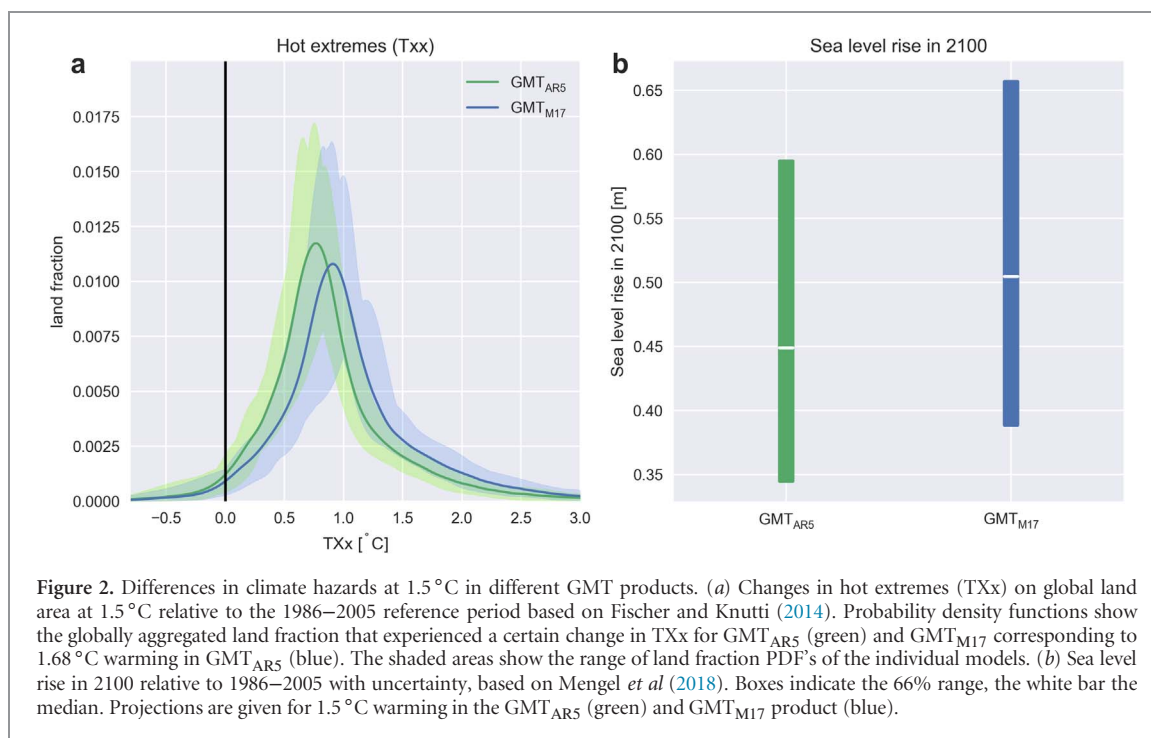 Hot extremes (Txx)
a
GMTAR5
GMTM17
0.0175
0.0150
0.0125
0.0100
0.0075
0.0050
0.0025
0.0000
land fraction
−0.5 0.0 0.5 1.0 1.5 2.0 2.5 3.0
TXx [°C]
Sea level rise in 2100
b
0.65
0.60
0.55
0.50
0.45
0.40
0.35
Sea level rise in 2100 [m]
GMTAR5 GMTM17
Figure 2. Differences in climate hazards at 1.5 °C in different GMT products. (a) Changes in hot extremes (TXx) on global land
area at 1.5 °C relative to the 1986–2005 reference period based on Fischer and Knutti (2014). Probability density functions show
the globally aggregated land fraction that experienced a certain change in TXx for GMTAR5 (green) and GMTM17 corresponding to
1.68 °C warming in GMTAR5 (blue). The shaded areas show the range of land fraction PDF's of the individual models. (b) Sea level
rise in 2100 relative to 1986–2005 with uncertainty, based on Mengel et al (2018). Boxes indicate the 66% range, the white bar the
median. Projections are given for 1.5 °C warming in the GMTAR5 (green) and GMTM17 product (blue).